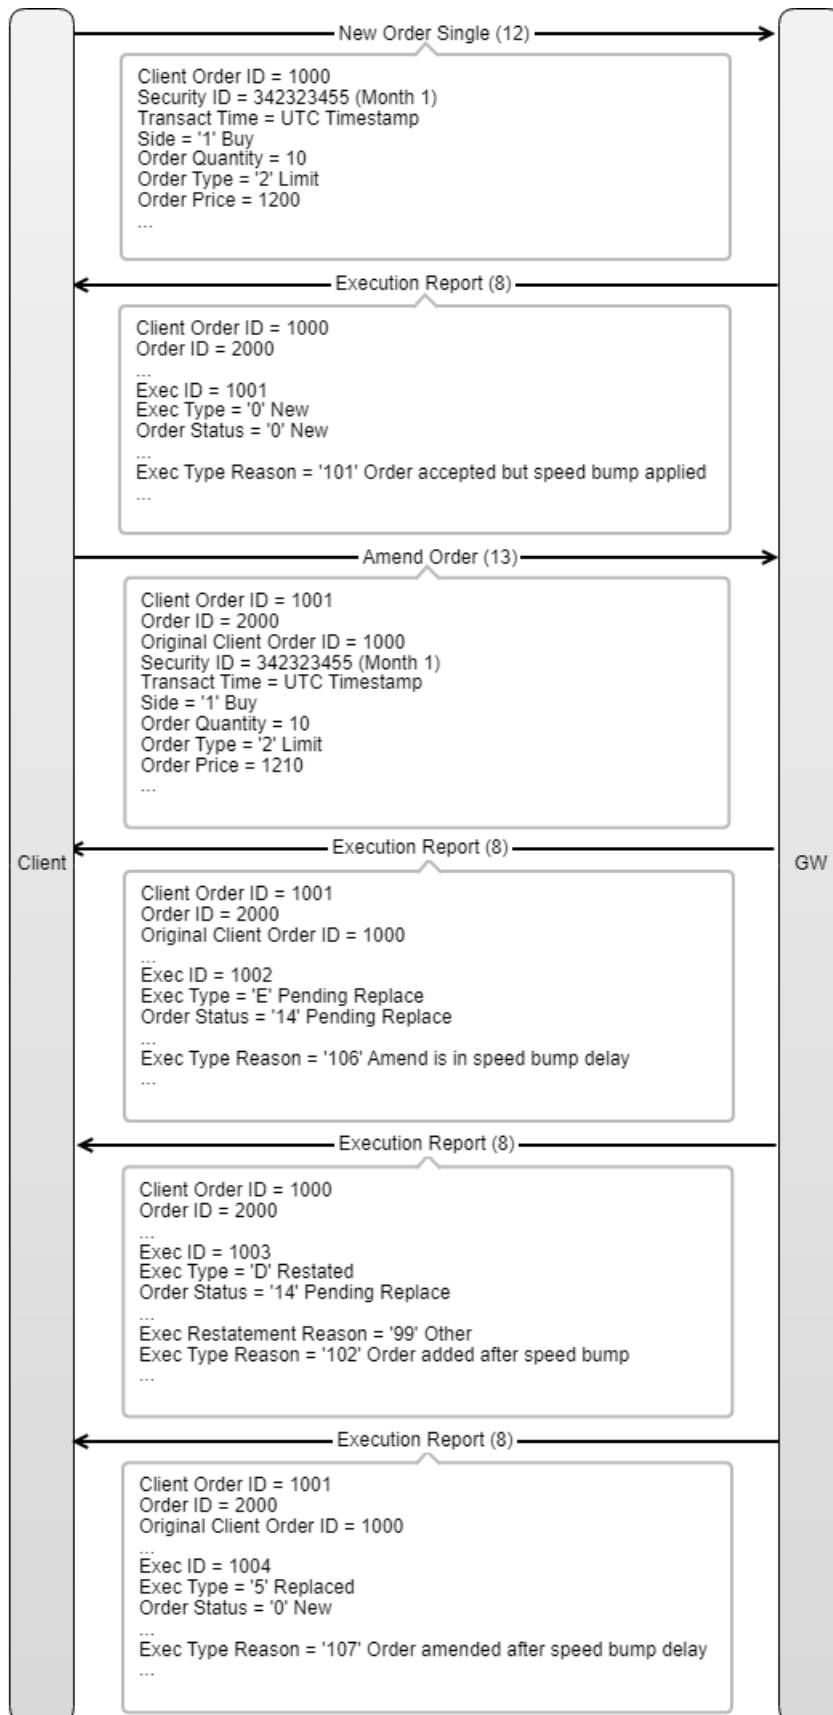 New Order Single (12)
Client Order ID = 1000
Security ID = 342323455 (Month 1)
Transact Time = UTC Timestamp
Side = '1' Buy
Order Quantity = 10
Order Type = '2' Limit
Order Price = 1200
...
Execution Report (8)
Client Order ID = 1000
Order ID = 2000
...
Exec ID = 1001
Exec Type = '0' New
Order Status = '0' New
...
Exec Type Reason = '101' Order accepted but speed bump applied
...
Amend Order (13)
Client Order ID = 1001
Order ID = 2000
Original Client Order ID = 1000
Security ID = 342323455 (Month 1)
Transact Time = UTC Timestamp
Side = '1' Buy
Order Quantity = 10
Order Type = '2' Limit
Order Price = 1210
...
Execution Report (8)
Client
GW
Client Order ID = 1001
Order ID = 2000
Original Client Order ID = 1000
...
Exec ID = 1002
Exec Type = 'E' Pending Replace
Order Status = '14' Pending Replace
...
Exec Type Reason = '106' Amend is in speed bump delay
...
Execution Report (8)
Client Order ID = 1000
Order ID = 2000
...
Exec ID = 1003
Exec Type = 'D' Restated
Order Status = '14' Pending Replace
...
Exec Restatement Reason = '99' Other
Exec Type Reason = '102' Order added after speed bump
...
Execution Report (8)
Client Order ID = 1001
Order ID = 2000
Original Client Order ID = 1000
...
Exec ID = 1004
Exec Type = '5' Replaced
Order Status = '0' New
...
Exec Type Reason = '107' Order amended after speed bump delay
...